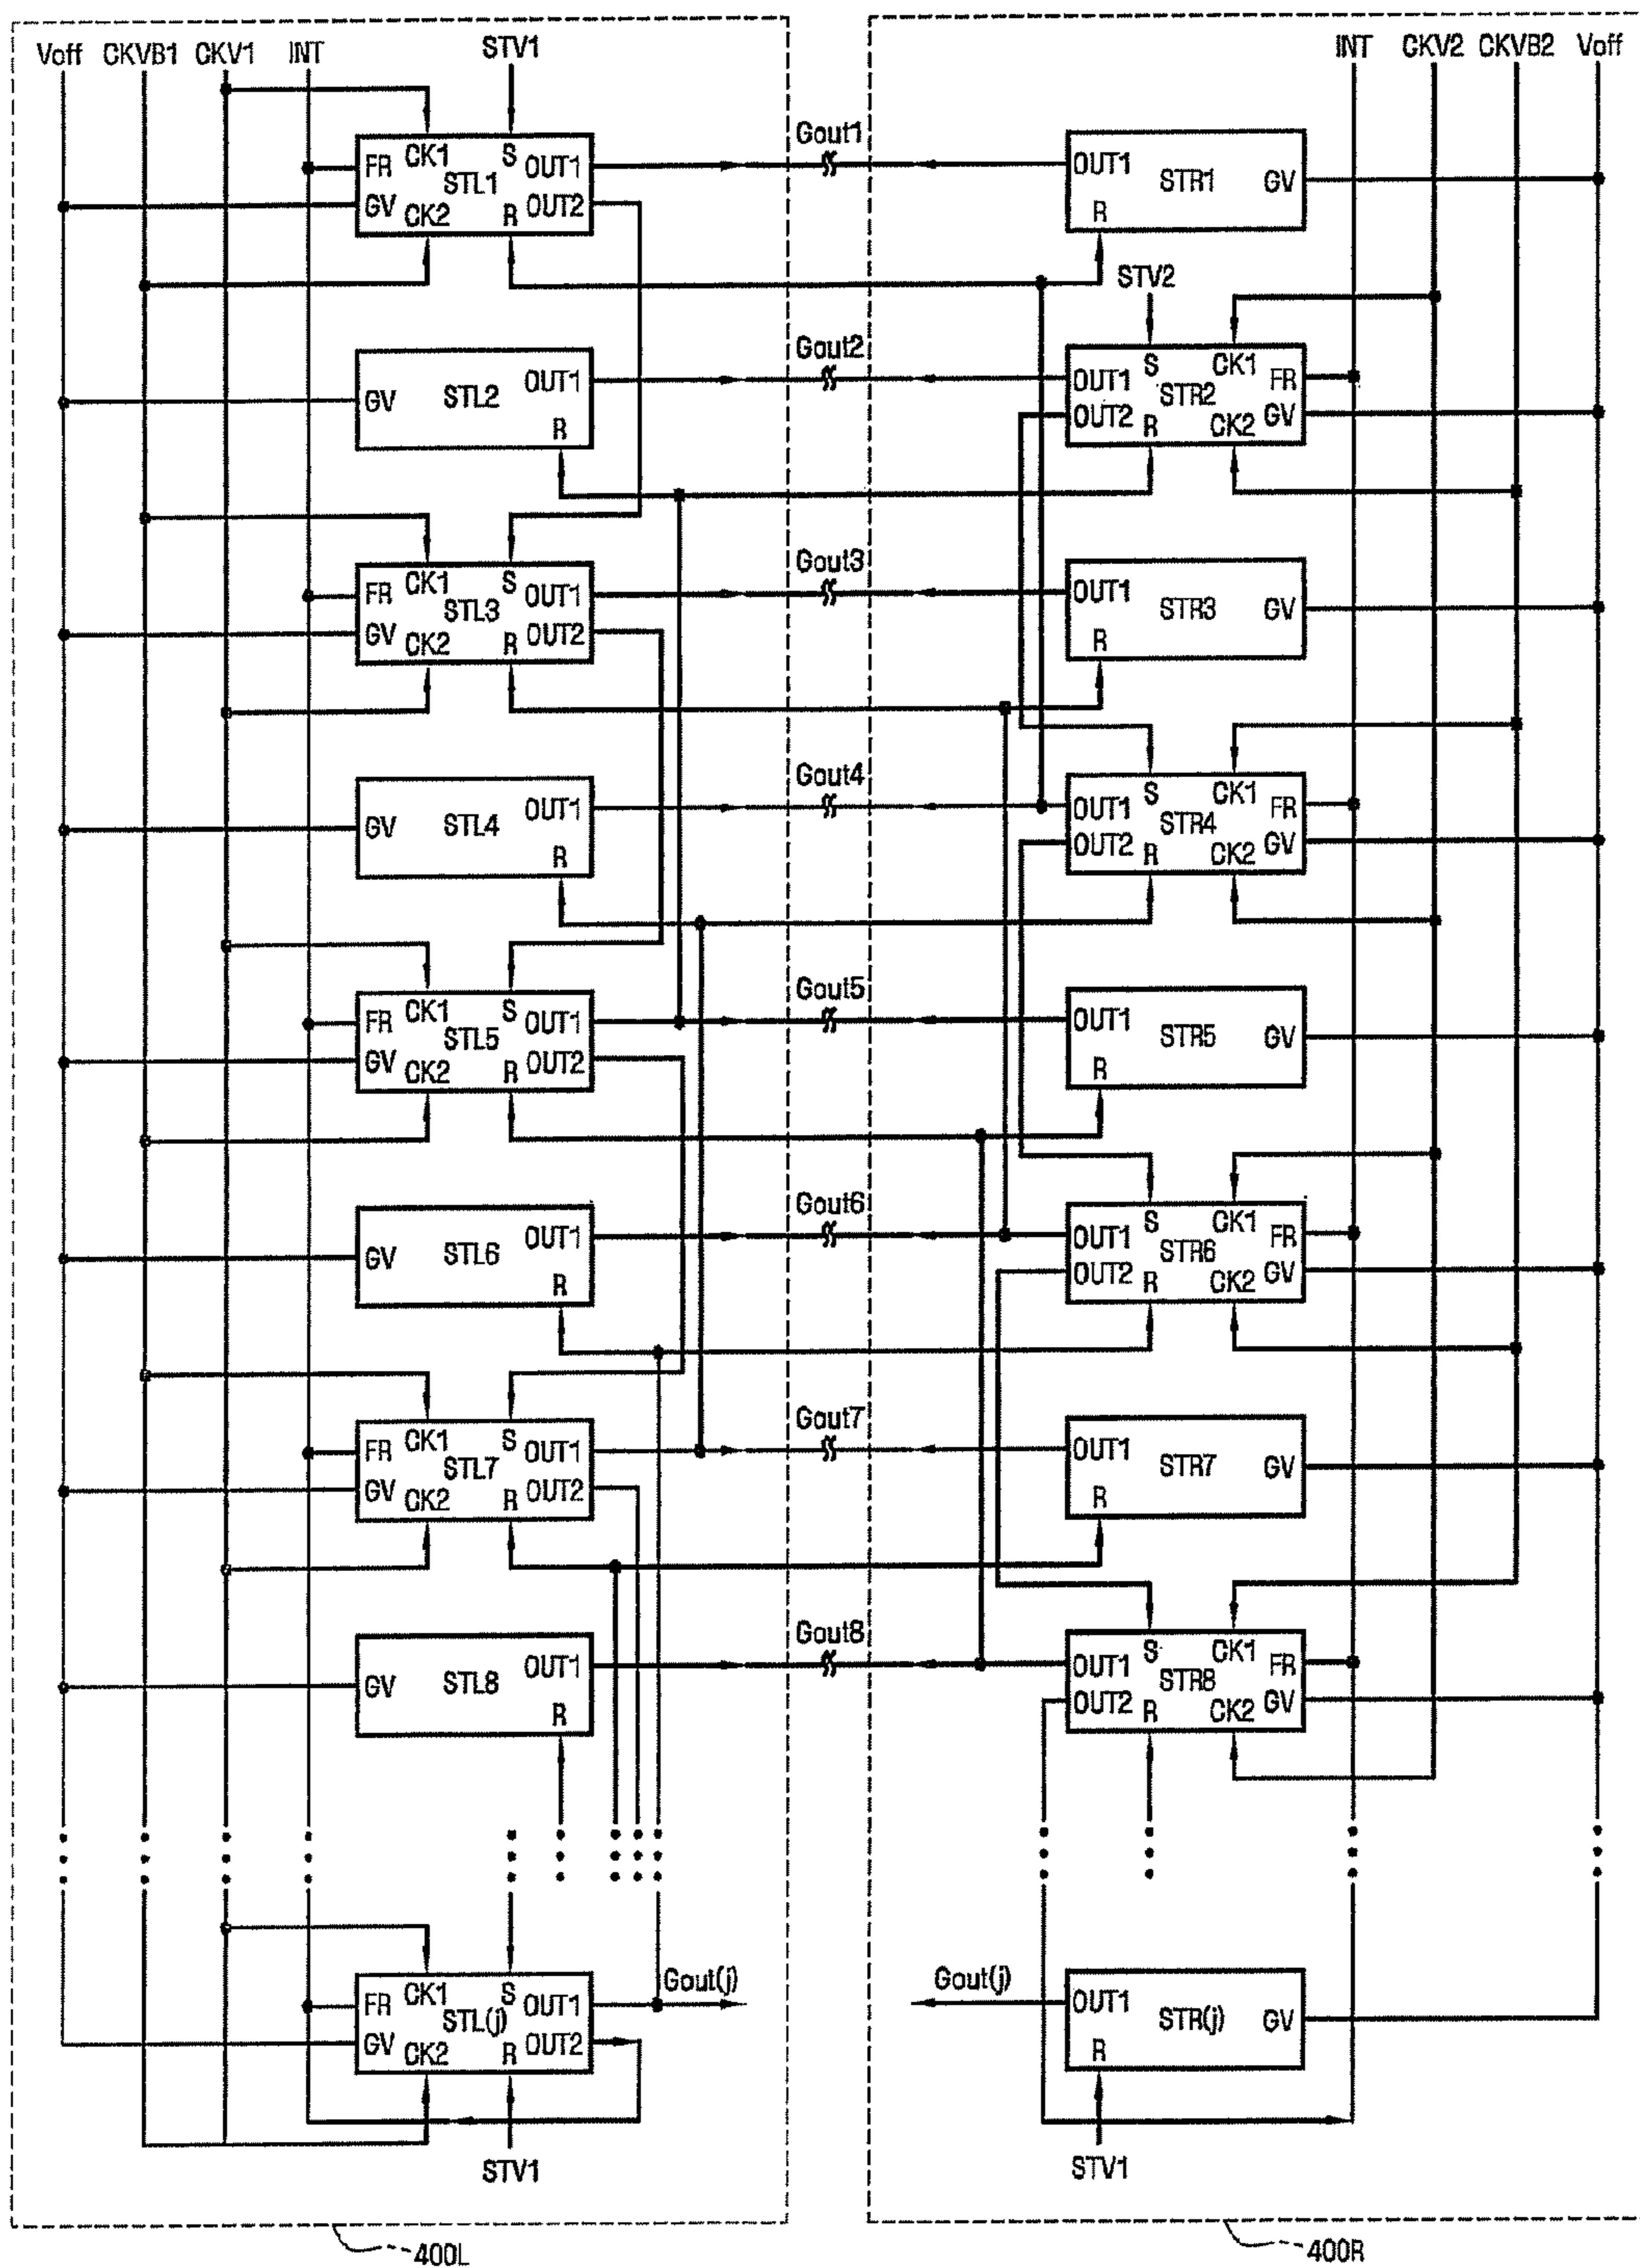 Voff CKVB1 CKV1 INT STV1
INT CKV2 CKVB2 Voff
FR CK1 S OUT1
STL1
GV CK2 R OUT2
Gout1
OUT1 STR1 GV
R
STV2
GV STL2 OUT1
R
Gout2
OUT1 S CK1 FR
STR2
OUT2 R CK2 GV
FR CK1 S OUT1
STL3
GV CK2 R OUT2
Gout3
OUT1 STR3 GV
R
GV STL4 OUT1
R
Gout4
OUT1 S CK1 FR
STR4
OUT2 R CK2 GV
FR CK1 S OUT1
STL5
GV CK2 R OUT2
Gout5
OUT1 STR5 GV
R
GV STL6 OUT1
R
Gout6
OUT1 S CK1 FR
STR6
OUT2 R CK2 GV
FR CK1 S OUT1
STL7
GV CK2 R OUT2
Gout7
OUT1 STR7 GV
R
GV STL8 OUT1
R
Gout8
OUT1 S CK1 FR
STR8
OUT2 R CK2 GV
FR CK1 S OUT1
STL(j)
GV CK2 R OUT2
Gout(j)
Gout(j)
OUT1 STR(j) GV
R
STV1
STV1
400L
400R